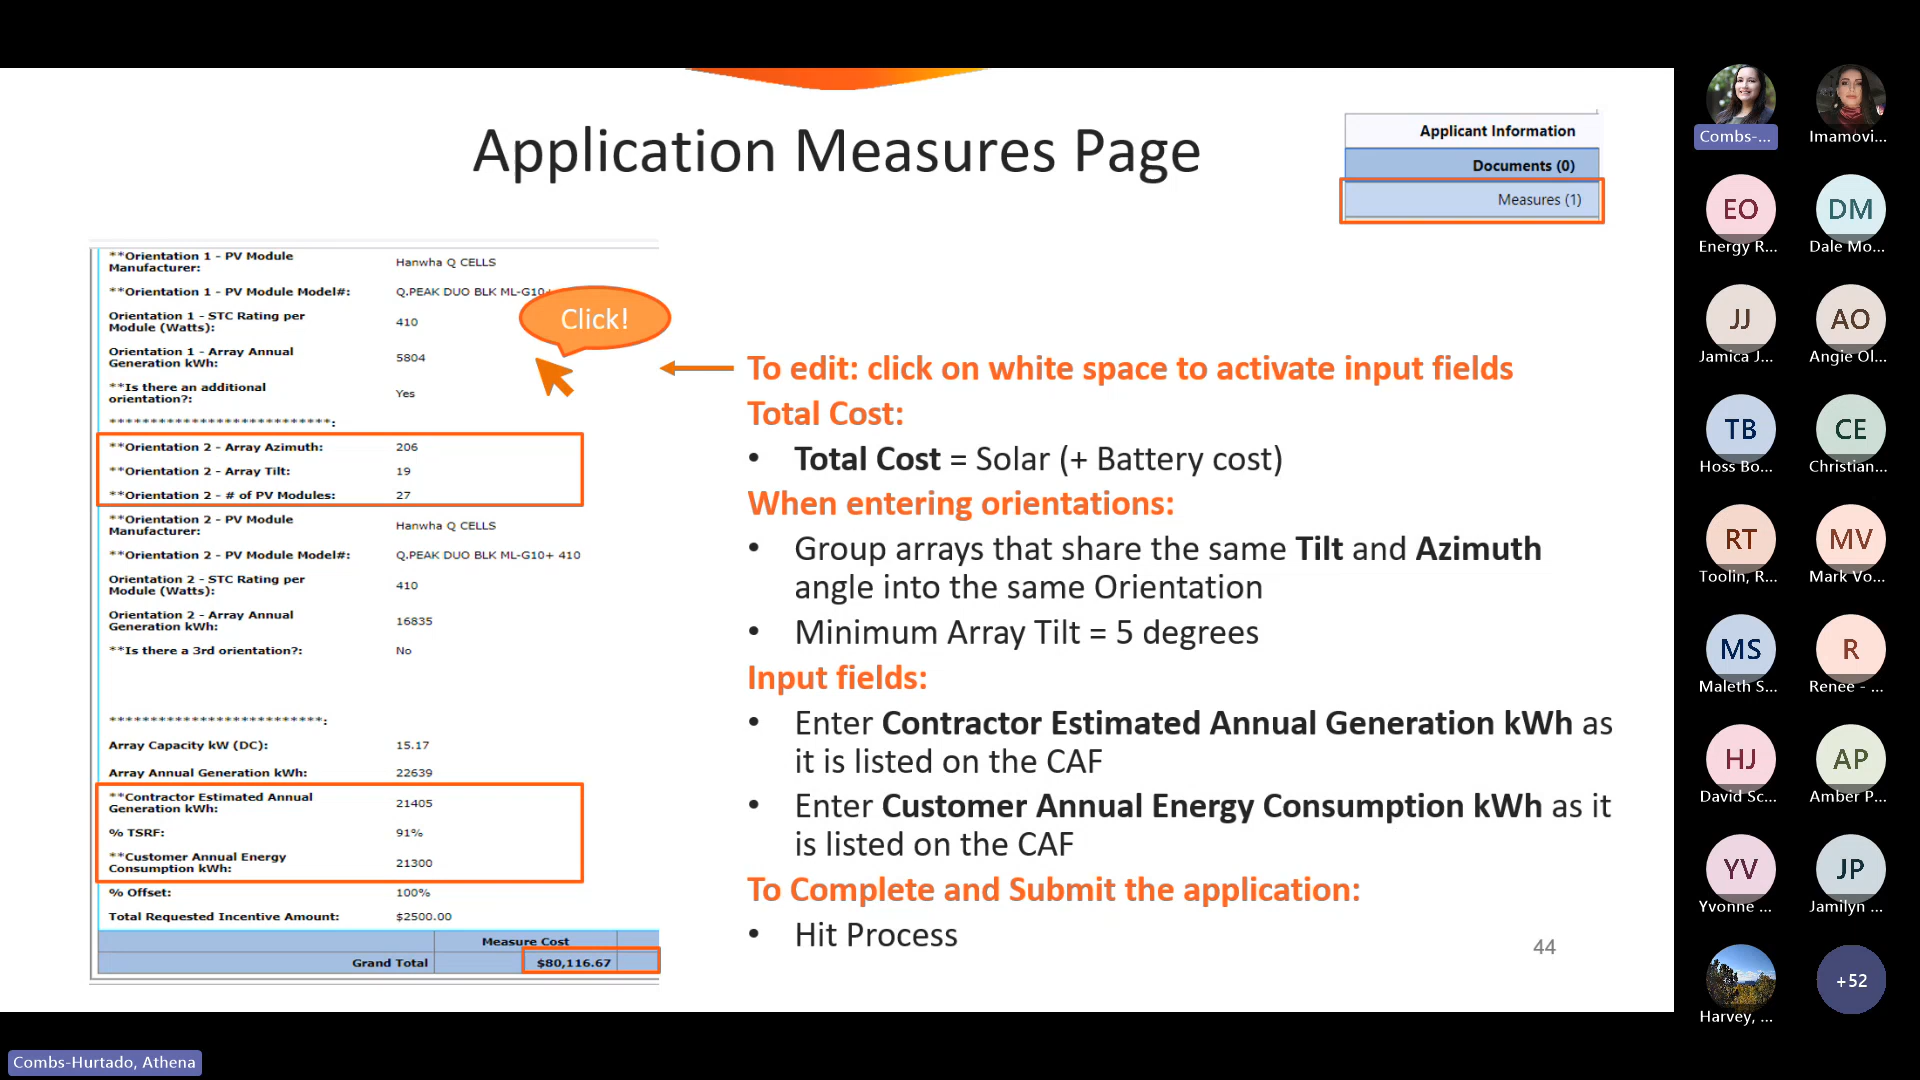 Application Measures Page
Applicant Information
Documents (0)
Measures (1)
**Orientation 1 - PV Module
Manufacturer:
Hanwha Q CELLS
**Orientation 1 - PV Module Model#:
Q.PEAK DUO BLK ML-G10+
Orientation 1 - STC Rating per
Module (Watts):
410
Orientation 1 - Array Annual
Generation kWh:
5804
**Is there an additional
orientation?:
Yes
***************************:
**Orientation 2 - Array Azimuth:
206
**Orientation 2 - Array Tilt:
19
**Orientation 2 - # of PV Modules:
27
**Orientation 2 - PV Module
Manufacturer:
Hanwha Q CELLS
**Orientation 2 - PV Module Model#:
Q.PEAK DUO BLK ML-G10+ 410
Orientation 2 - STC Rating per
Module (Watts):
410
Orientation 2 - Array Annual
Generation kWh:
16835
**Is there a 3rd orientation?:
No
**************************:
Array Capacity kW (DC):
15.17
Array Annual Generation kWh:
22639
**Contractor Estimated Annual
Generation kWh:
21405
% TSRF:
91%
**Customer Annual Energy
Consumption kWh:
21300
% Offset:
100%
Total Requested Incentive Amount:
$2500.00
Measure Cost
Grand Total
$80,116.67
Click!
To edit: click on white space to activate input fields
Total Cost:
• Total Cost = Solar (+ Battery cost)
When entering orientations:
• Group arrays that share the same Tilt and Azimuth
angle into the same Orientation
• Minimum Array Tilt = 5 degrees
Input fields:
• Enter Contractor Estimated Annual Generation kWh as
it is listed on the CAF
• Enter Customer Annual Energy Consumption kWh as it
is listed on the CAF
To Complete and Submit the application:
• Hit Process
44
Combs-...
Imamovi...
EO
Energy R...
DM
Dale Mo...
JJ
Jamica J...
AO
Angie Ol...
TB
Hoss Bo...
CE
Christian...
RT
Toolin, R...
MV
Mark Vo...
MS
Maleth S...
R
Renee - ...
HJ
David Sc...
AP
Amber P...
YV
Yvonne ...
JP
Jamilyn ...
Harvey, ...
+52
Combs-Hurtado, Athena